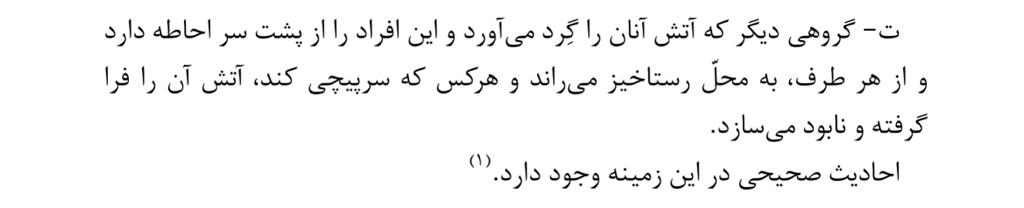 ت- گروهی دیگر که آتش آنان را گِرد می‌آورد و این افراد را از پشت سر احاطه دارد
و از هر طرف، به محلّ رستاخیز می‌راند و هرکس که سرپیچی کند، آتش آن را فرا
گرفته و نابود می‌سازد.
احادیث صحیحی در این زمینه وجود دارد.(۱)